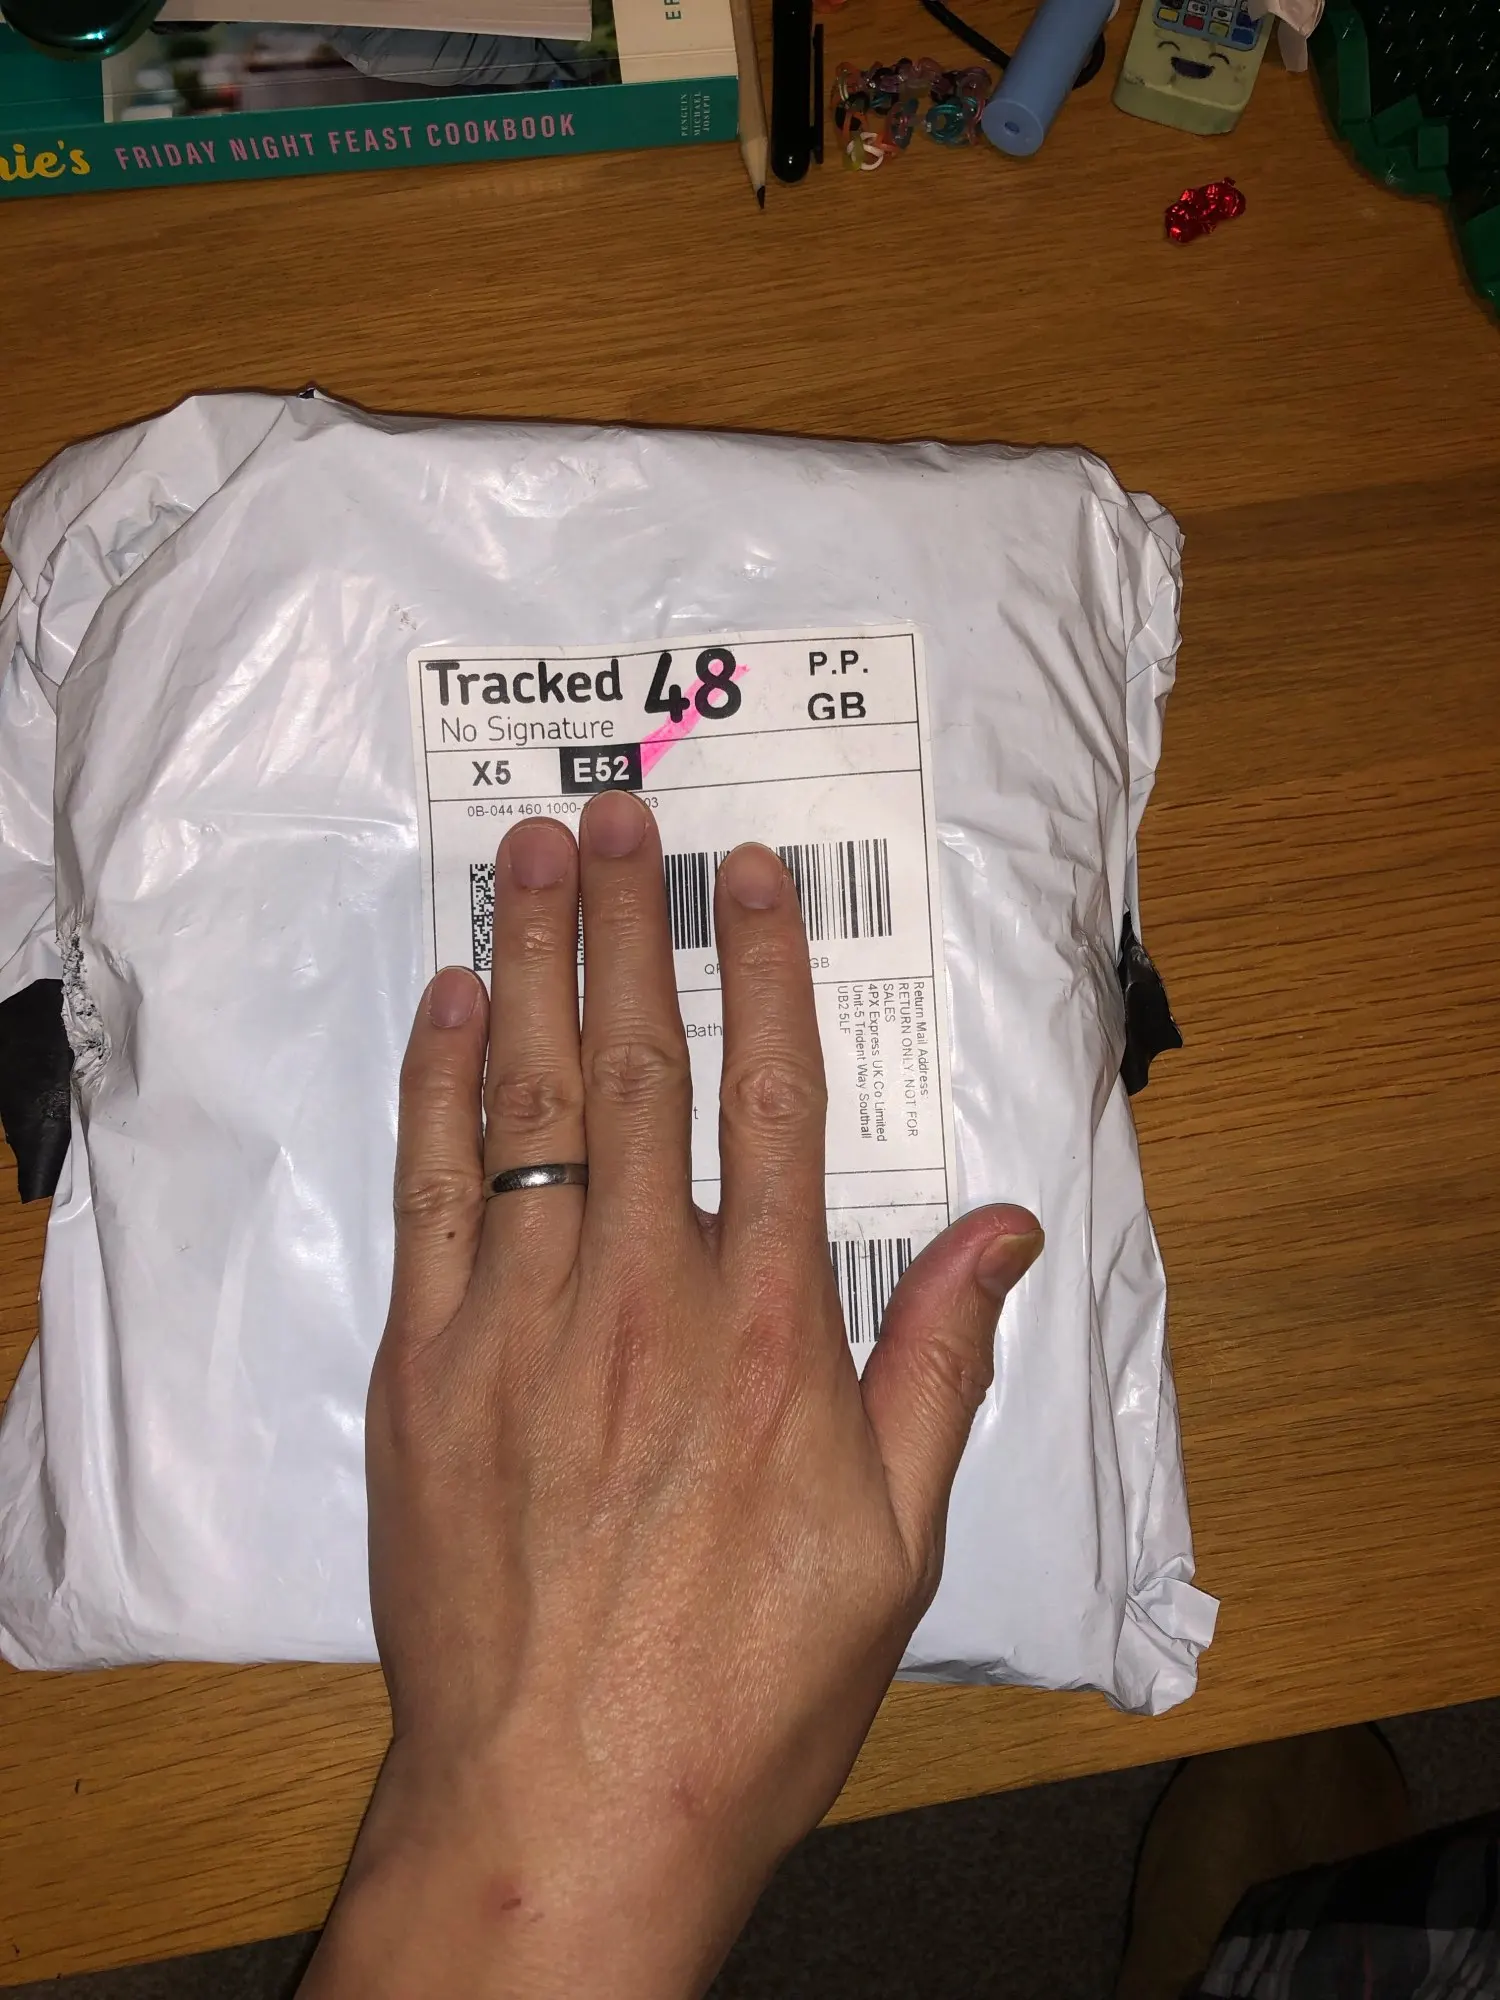 FRIDAY NIGHT FEAST COOKBOOK
PENGUIN
MICHAEL
JOSEPH
Tracked 48
No Signature
P.P.
GB
X5
E52
0B-044 460 1000-
03
GB
Bath
Return Mail Address:
RETURN ONLY, NOT FOR
SALES
4PX Express UK Co Limited
Unit-5 Trident Way Southall
UB2 5LF